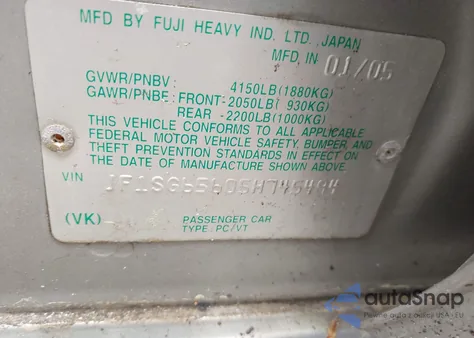 MFD BY FUJI HEAVY IND. LTD., JAPAN
MFD, IN 01/05
GVWR/PNBV: 4150LB(1880KG)
GAWR/PNBE: FRONT-2050LB( 930KG)
REAR -2200LB(1000KG)
THIS VEHICLE CONFORMS TO ALL APPLICABLE
FEDERAL MOTOR VEHICLE SAFETY, BUMPER, AND
THEFT PREVENTION STANDARDS IN EFFECT ON
THE DATE OF MANUFACTURE SHOWN ABOVE.
VIN
(VK)
PASSENGER CAR
TYPE: PC/VT
autoSnap